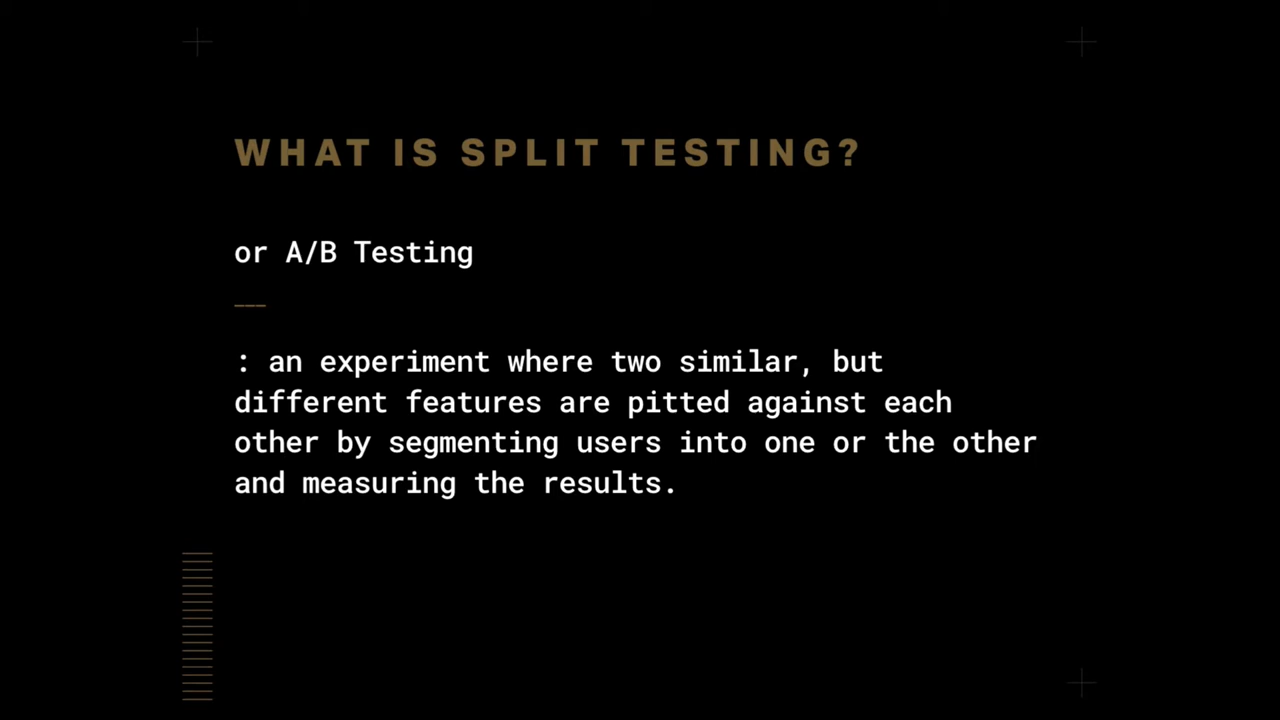 WHAT IS SPLIT TESTING?
or A/B Testing
: an experiment where two similar, but
different features are pitted against each
other by segmenting users into one or the other
and measuring the results.